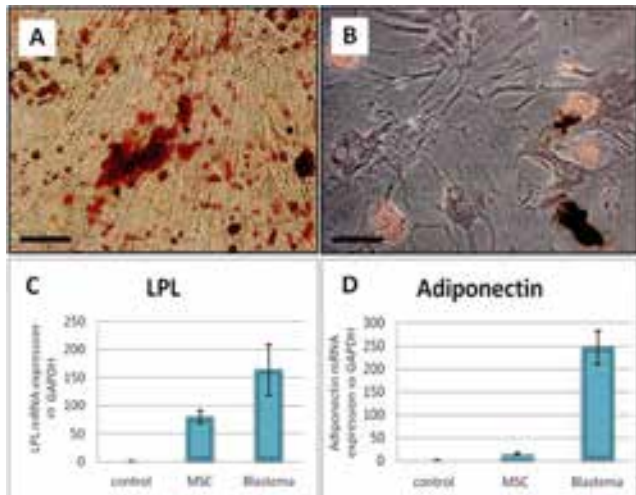 A
B
C
LPL
LPL mRNA expression
vs GAPDH
250
200
150
100
50
0
control
MSC
Blastema
D
Adiponectin
Adiponectin mRNA
expression vs GAPDH
300
250
200
150
100
50
0
control
MSC
Blastema